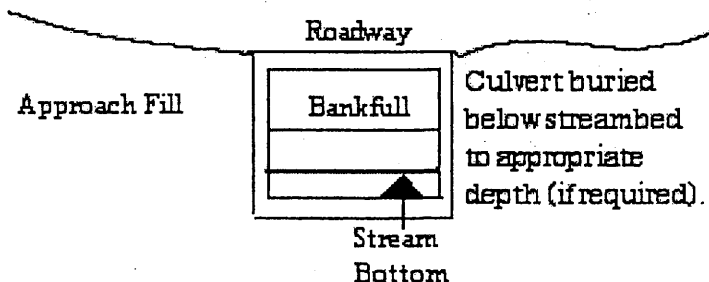 Roadway
Approach Fill
Bankfull
Culvert buried
below streambed
to appropriate
depth (if required).
Stream
Bottom